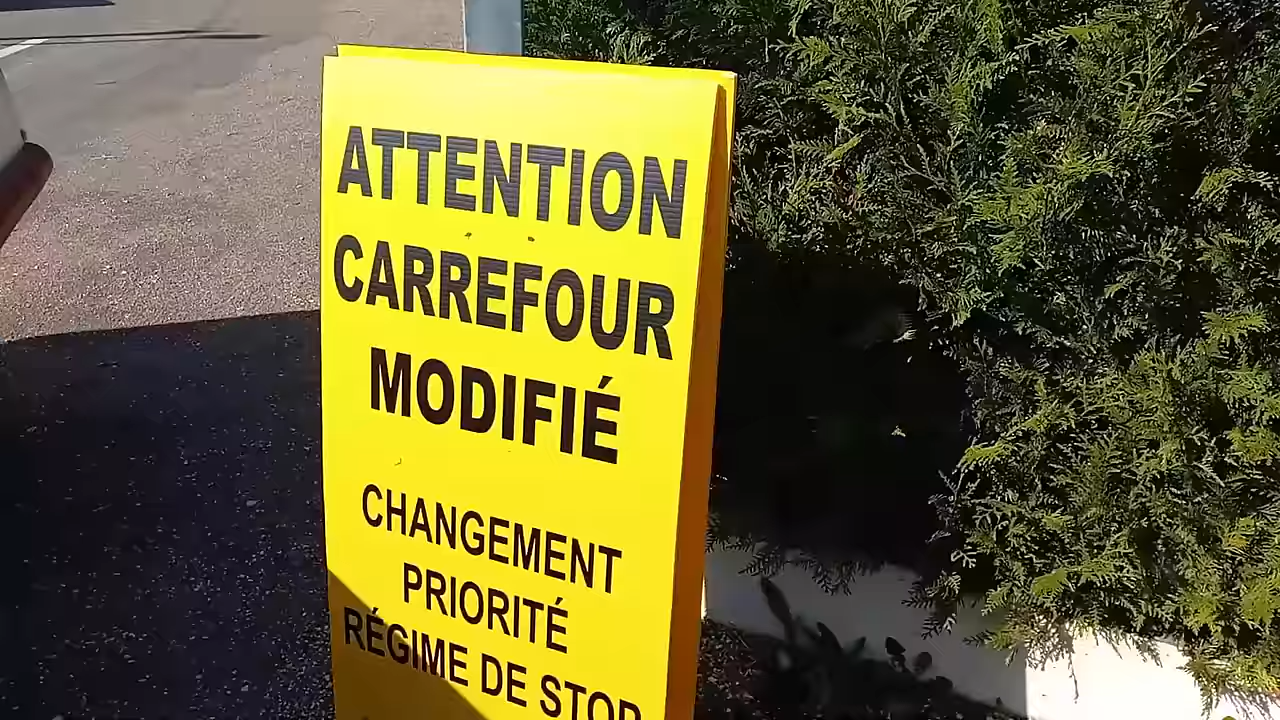 ATTENTION
CARREFOUR
MODIFIÉ
CHANGEMENT
PRIORITÉ
RÉGIME DE STOP